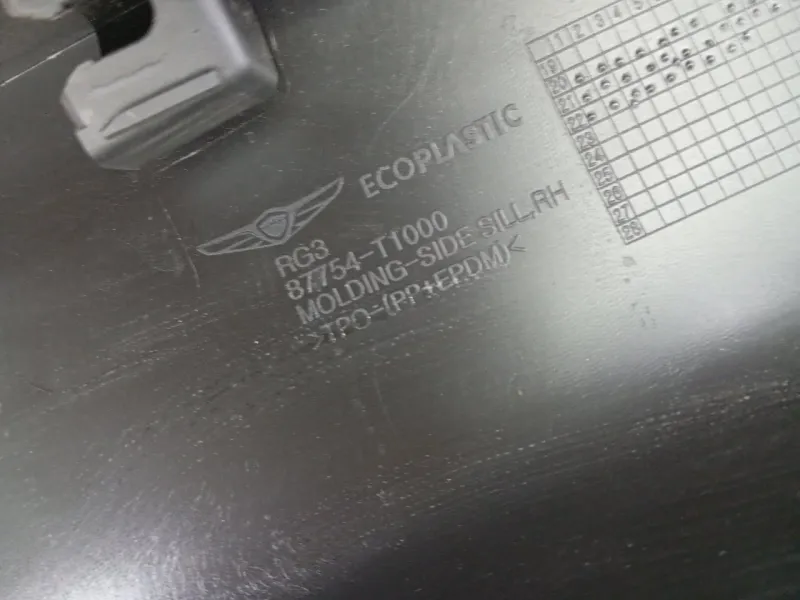 ECOPLASTIC
RG3
87754-T1000
MOLDING-SIDE SILL,RH
>TPO-(PP+EPDM)<
1 2 3 4 5
19
20
21
22
23
24
25
26
27
28